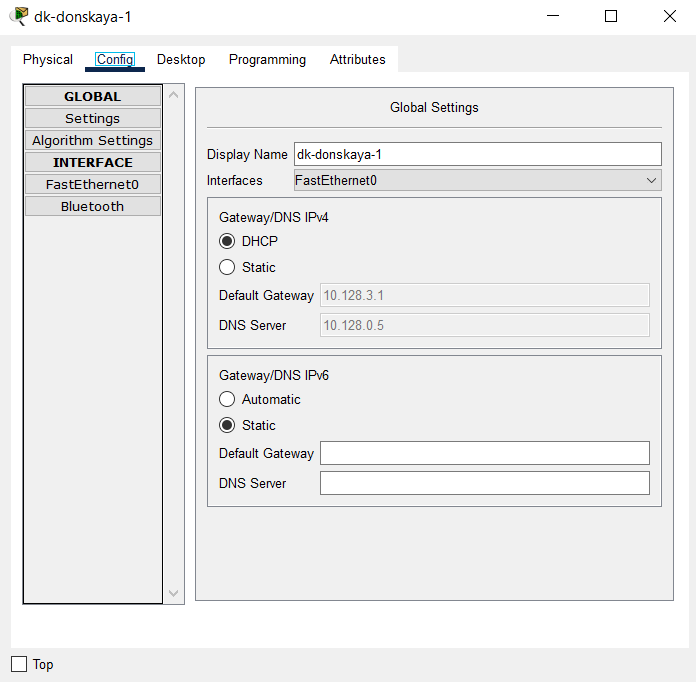 dk-donskaya-1
Physical Config Desktop Programming Attributes
GLOBAL
Settings
Algorithm Settings
INTERFACE
FastEthernet0
Bluetooth
Global Settings
Display Name dk-donskaya-1
Interfaces FastEthernet0
Gateway/DNS IPv4
DHCP
Static
Default Gateway 10.128.3.1
DNS Server 10.128.0.5
Gateway/DNS IPv6
Automatic
Static
Default Gateway
DNS Server
Top